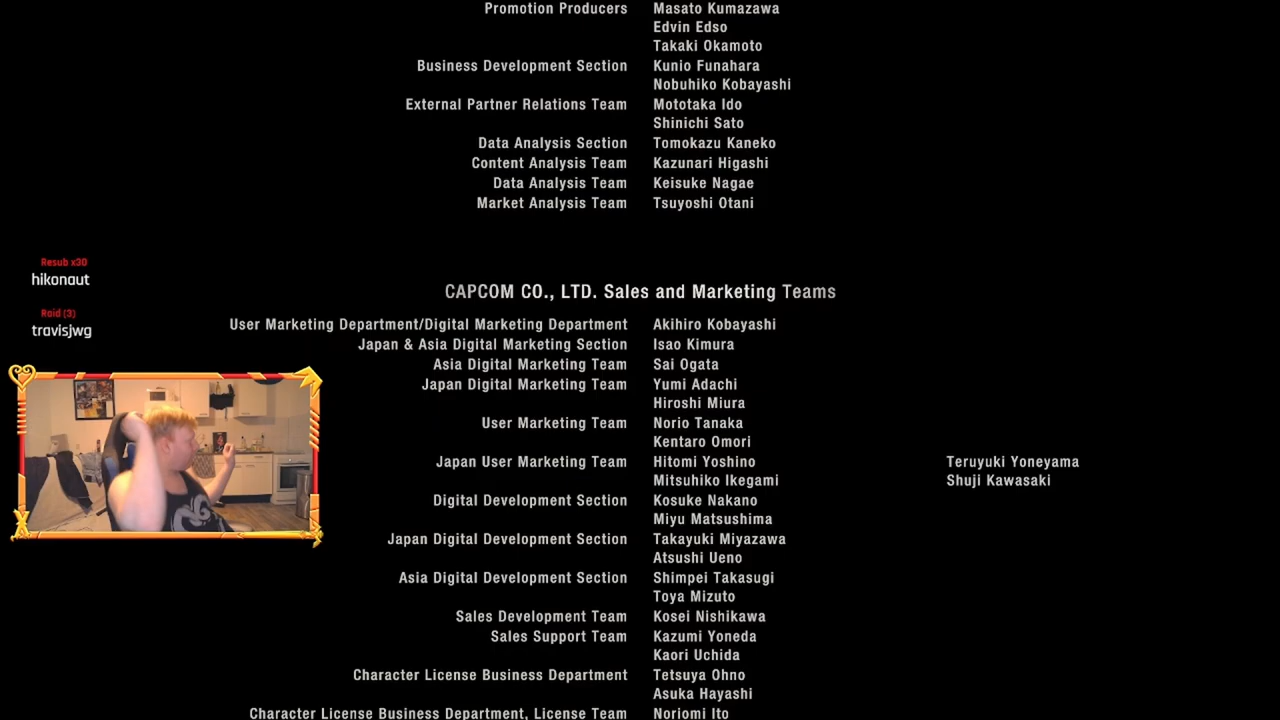 Promotion Producers Masato Kumazawa
Edvin Edso
Takaki Okamoto
Business Development Section Kunio Funahara
Nobuhiko Kobayashi
External Partner Relations Team Mototaka Ido
Shinichi Sato
Data Analysis Section Tomokazu Kaneko
Content Analysis Team Kazunari Higashi
Data Analysis Team Keisuke Nagae
Market Analysis Team Tsuyoshi Otani
Resub x30
hikonaut
Raid (3)
travisjwg
CAPCOM CO., LTD. Sales and Marketing Teams
User Marketing Department/Digital Marketing Department Akihiro Kobayashi
Japan & Asia Digital Marketing Section Isao Kimura
Asia Digital Marketing Team Sai Ogata
Japan Digital Marketing Team Yumi Adachi
Hiroshi Miura
User Marketing Team Norio Tanaka
Kentaro Omori
Japan User Marketing Team Hitomi Yoshino Teruyuki Yoneyama
Mitsuhiko Ikegami Shuji Kawasaki
Digital Development Section Kosuke Nakano
Miyu Matsushima
Japan Digital Development Section Takayuki Miyazawa
Atsushi Ueno
Asia Digital Development Section Shimpei Takasugi
Toya Mizuto
Sales Development Team Kosei Nishikawa
Sales Support Team Kazumi Yoneda
Kaori Uchida
Character License Business Department Tetsuya Ohno
Asuka Hayashi
Character License Business Department, License Team Noriomi Ito